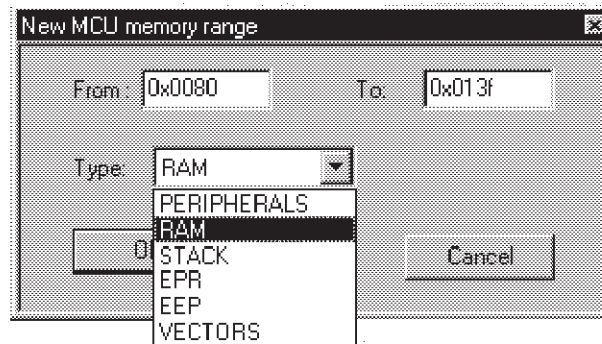 New MCU memory range
From: 0x0080 To: 0x013f
Type: RAM
PERIPHERALS
RAM
STACK
EPR
EEP
VECTORS
Cancel